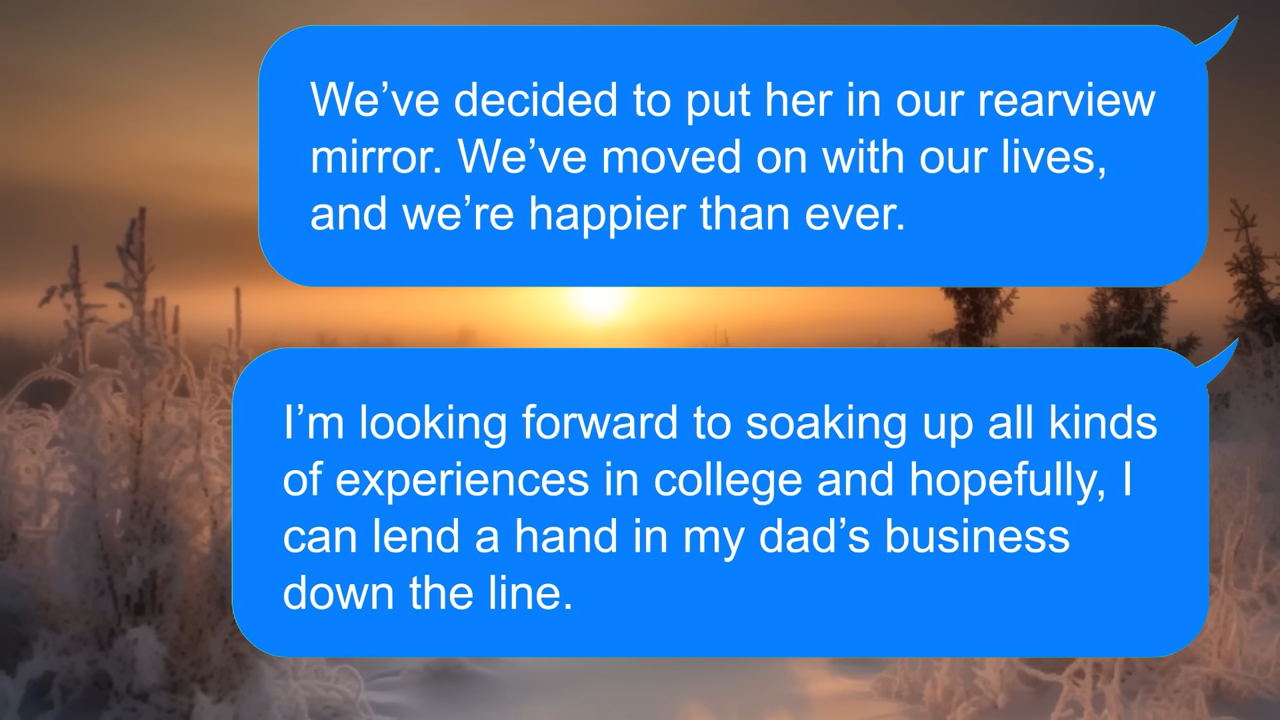 We’ve decided to put her in our rearview
mirror. We’ve moved on with our lives,
and we’re happier than ever.
I’m looking forward to soaking up all kinds
of experiences in college and hopefully, I
can lend a hand in my dad’s business
down the line.